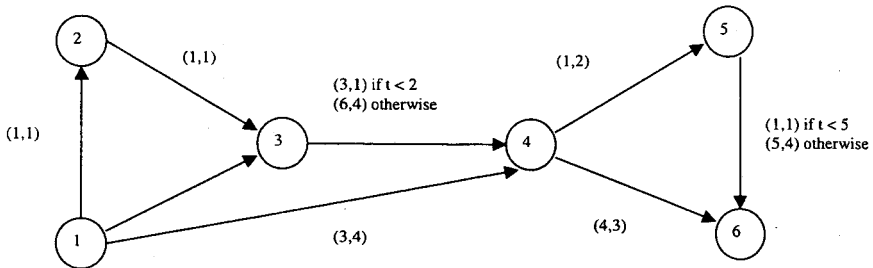 2
5
(1,1)
(1,2)
(3,1) if t < 2
(6,4) otherwise
(1,1)
3
4
(1,1) if t < 5
(5,4) otherwise
1
(3,4)
(4,3)
6